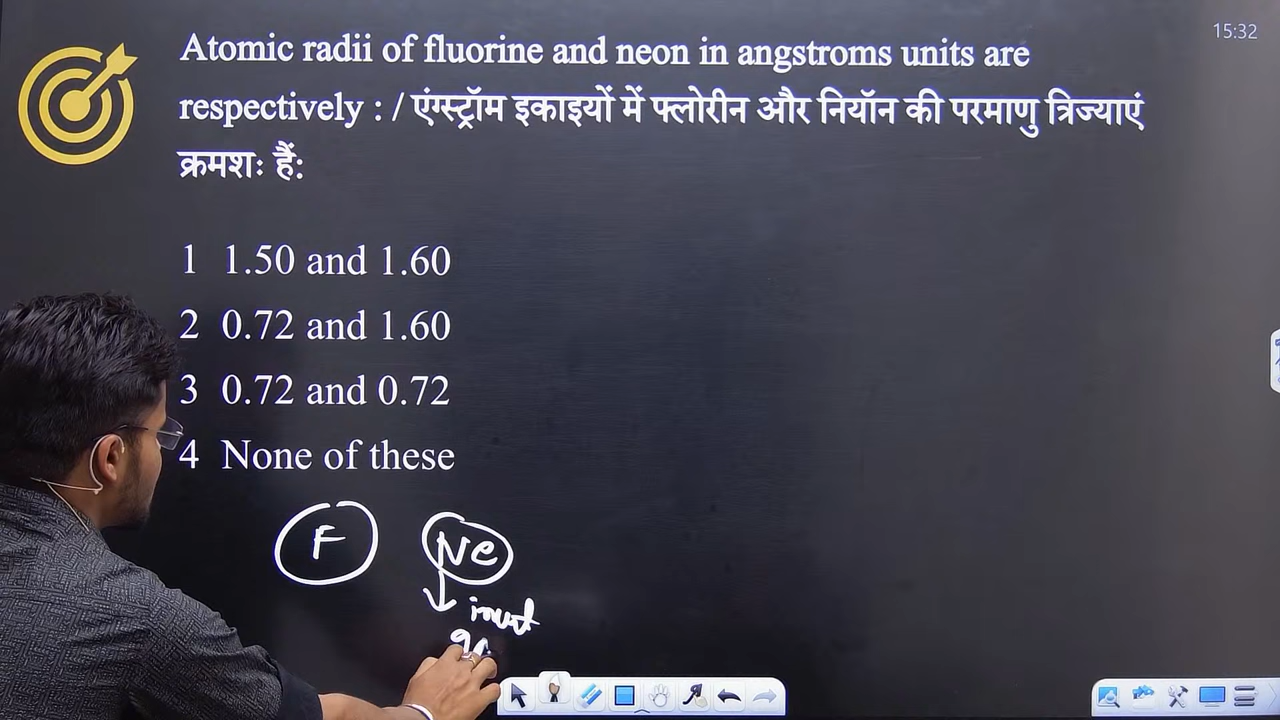 15:32
Atomic radii of fluorine and neon in angstroms units are
respectively : / एंग्स्ट्रॉम इकाइयों में फ्लोरीन और नियॉन की परमाणु त्रिज्याएं
क्रमशः हैं:
1 1.50 and 1.60
2 0.72 and 1.60
3 0.72 and 0.72
4 None of these
F Ne